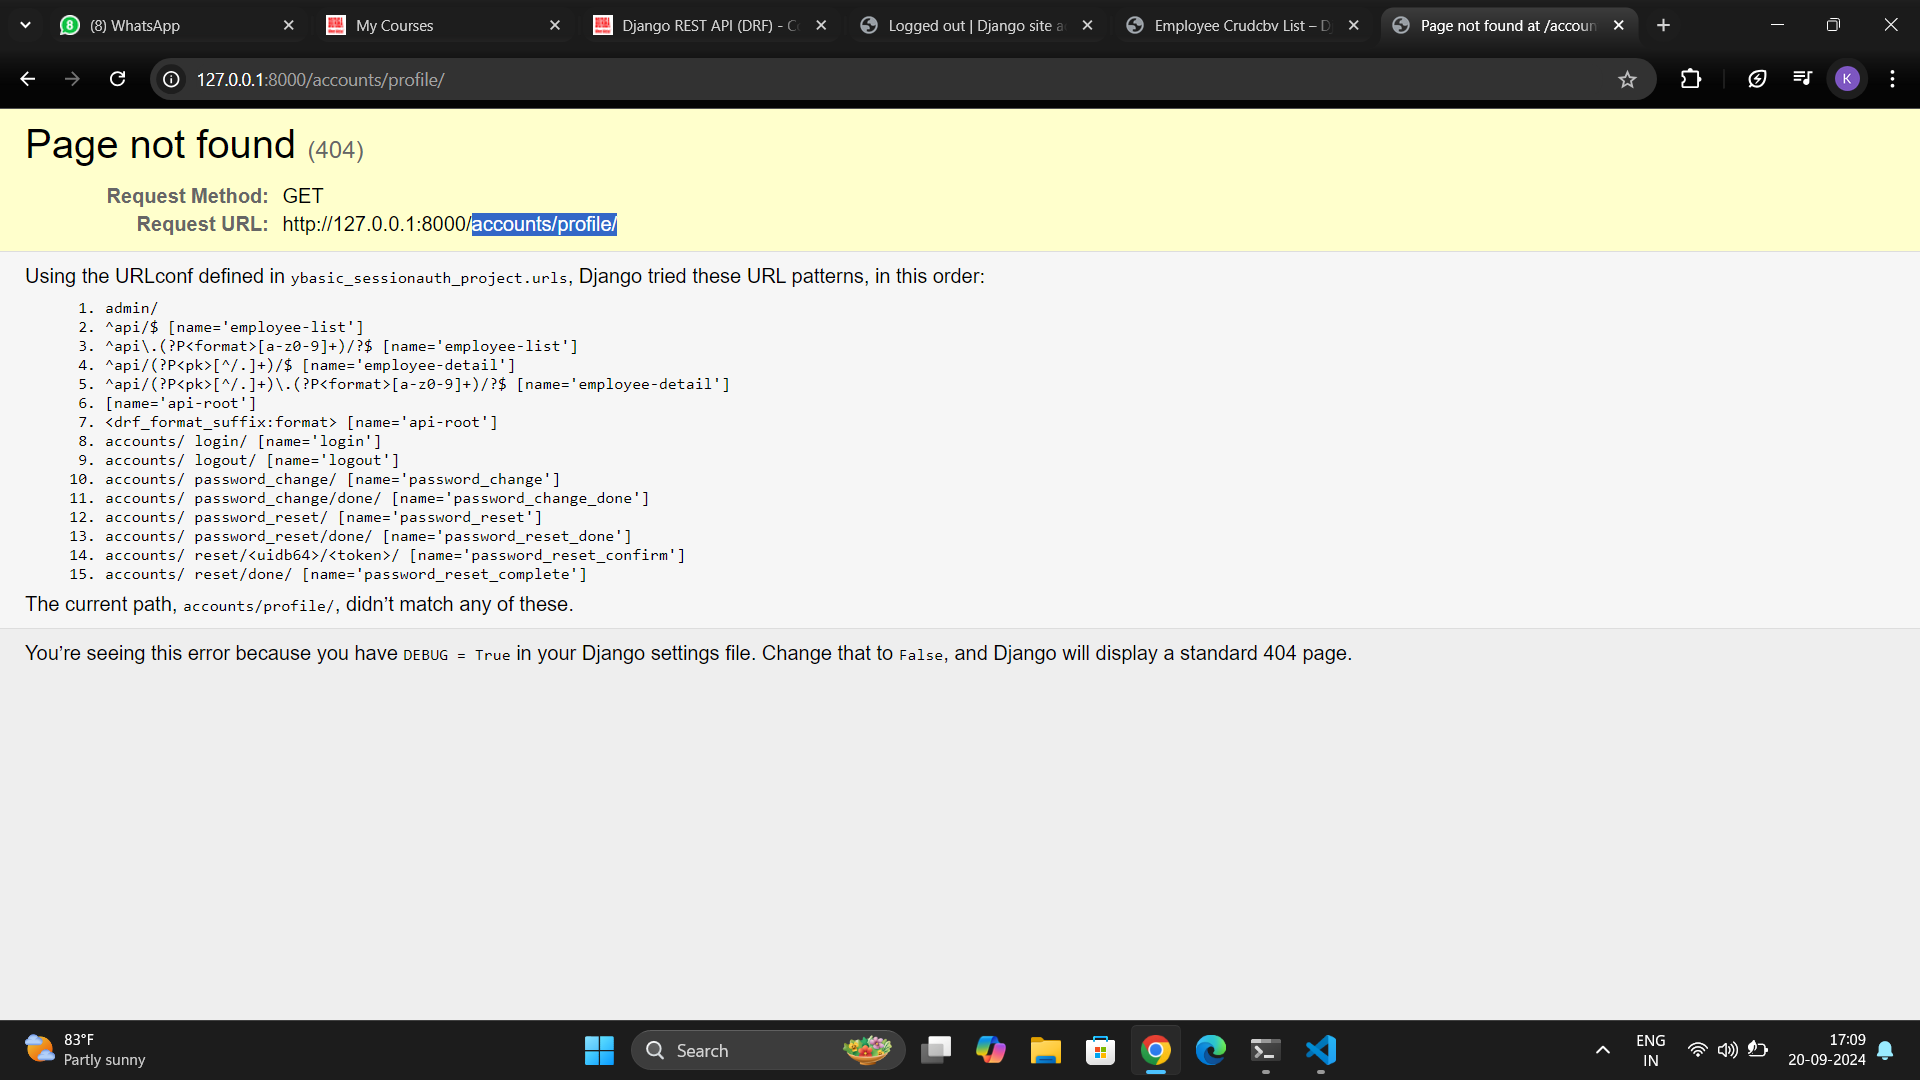 8
(8) WhatsApp
My Courses
Django REST API (DRF) - C
Logged out | Django site a
Employee Crudcbv List – D
Page not found at /accoun
127.0.0.1:8000/accounts/profile/
K
Page not found (404)
Request Method: GET
Request URL: http://127.0.0.1:8000/accounts/profile/
Using the URLconf defined in ybasic_sessionauth_project.urls, Django tried these URL patterns, in this order:
1. admin/
2. ^api/$ [name='employee-list']
3. ^api\.(?P<format>[a-z0-9]+)/?$ [name='employee-list']
4. ^api/(?P<pk>[^/.]+)/$ [name='employee-detail']
5. ^api/(?P<pk>[^/.]+)\.(?P<format>[a-z0-9]+)/?$ [name='employee-detail']
6. [name='api-root']
7. <drf_format_suffix:format> [name='api-root']
8. accounts/ login/ [name='login']
9. accounts/ logout/ [name='logout']
10. accounts/ password_change/ [name='password_change']
11. accounts/ password_change/done/ [name='password_change_done']
12. accounts/ password_reset/ [name='password_reset']
13. accounts/ password_reset/done/ [name='password_reset_done']
14. accounts/ reset/<uidb64>/<token>/ [name='password_reset_confirm']
15. accounts/ reset/done/ [name='password_reset_complete']
The current path, accounts/profile/, didn’t match any of these.
You’re seeing this error because you have DEBUG = True in your Django settings file. Change that to False, and Django will display a standard 404 page.
83°F
Partly sunny
Search
ENG
IN
17:09
20-09-2024